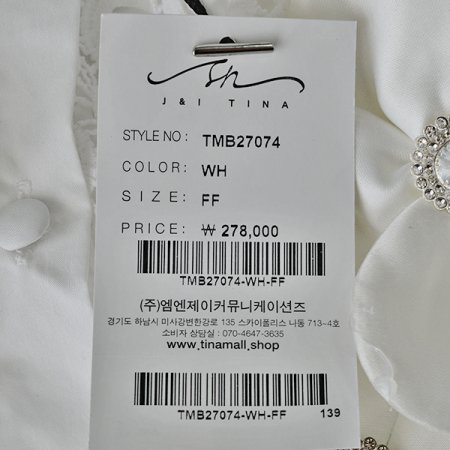 J & I TINA
STYLE NO : TMB27074
COLOR: WH
SIZE: FF
PRICE: ₩ 278,000
TMB27074-WH-FF
(주)엠엔제이커뮤니케이션즈
경기도 하남시 미사강변한강로 135 스카이폴리스 나동 713-4호
소비자 상담실 : 070-4647-3635
www.tinamall.shop
TMB27074-WH-FF 139